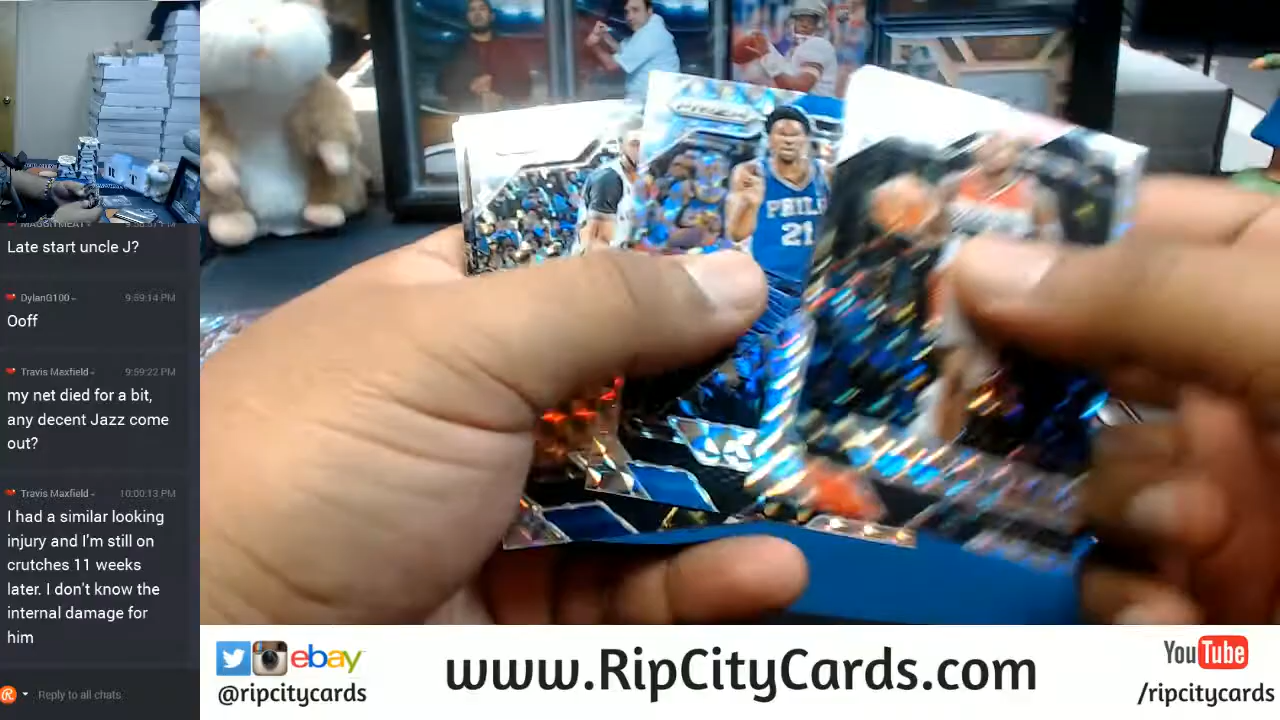 Late start uncle J?
DylanG100
9:59:14 PM
Ooff
Travis Maxfield
9:59:22 PM
my net died for a bit,
any decent Jazz come
out?
Travis Maxfield
10:00:13 PM
I had a similar looking
injury and I'm still on
crutches 11 weeks
later. I don't know the
internal damage for
him
Reply to all chats.
PRIZM
PHILA
21
ebay
@ripcitycards
www.RipCityCards.com
YouTube
/ripcitycards